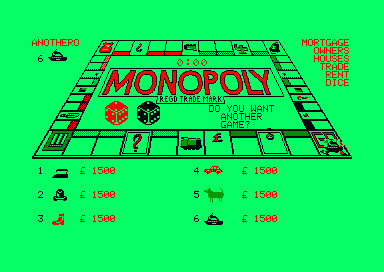 ANOTHERO
6
MORTGAGE
OWNERS
HOUSES
TRADE
RENT
DICE
0:00
MONOPOLY
REGD TRADE MARK
DO YOU WANT
ANOTHER
GAME?
?
£
?
1 £ 1500
2 £ 1500
3 £ 1500
4 £ 1500
5 £ 1500
6 £ 1500